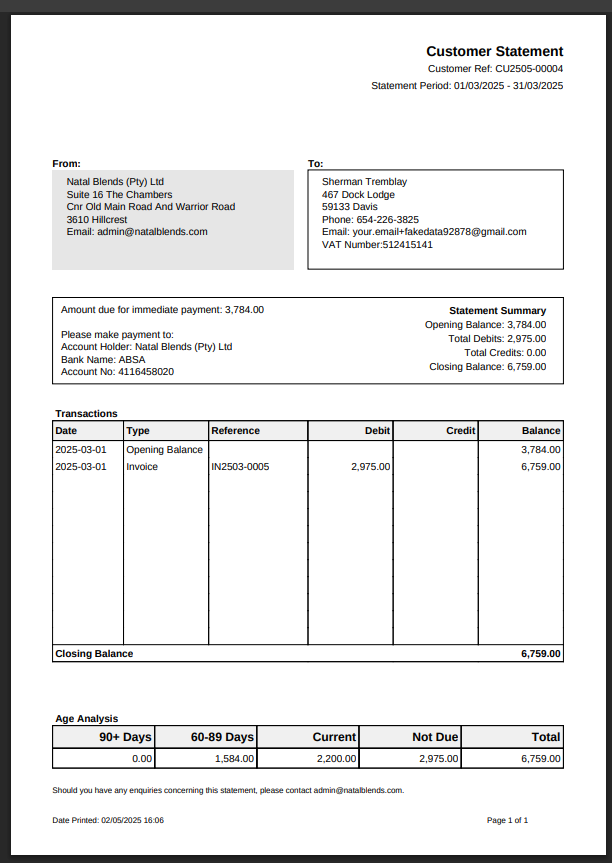 Customer Statement
Customer Ref: CU2505-00004
Statement Period: 01/03/2025 - 31/03/2025
From:
Natal Blends (Pty) Ltd
Suite 16 The Chambers
Cnr Old Main Road And Warrior Road
3610 Hillcrest
Email: admin@natalblends.com
To:
Sherman Tremblay
467 Dock Lodge
59133 Davis
Phone: 654-226-3825
Email: your.email+fakedata92878@gmail.com
VAT Number:512415141
Amount due for immediate payment: 3,784.00
Please make payment to:
Account Holder: Natal Blends (Pty) Ltd
Bank Name: ABSA
Account No: 4116458020
Statement Summary
Opening Balance: 3,784.00
Total Debits: 2,975.00
Total Credits: 0.00
Closing Balance: 6,759.00
Transactions
Date Type Reference Debit Credit Balance
2025-03-01 Opening Balance 3,784.00
2025-03-01 Invoice IN2503-0005 2,975.00 6,759.00
Closing Balance 6,759.00
Age Analysis
90+ Days 60-89 Days Current Not Due Total
0.00 1,584.00 2,200.00 2,975.00 6,759.00
Should you have any enquiries concerning this statement, please contact admin@natalblends.com.
Date Printed: 02/05/2025 16:06 Page 1 of 1